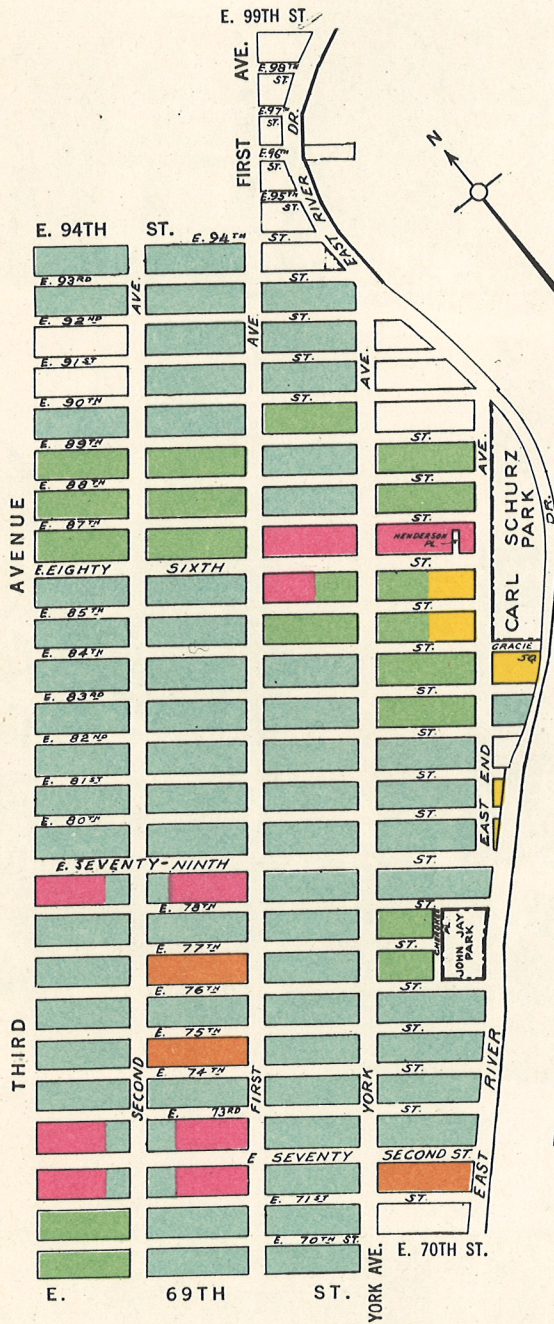 E. 99TH ST.
AVE.
E. 98TH
ST.
E. 97TH
ST.
DR.
FIRST
E. 96TH
ST.
E. 95TH
ST.
RIVER
EAST
N
E. 94TH ST.
E. 94TH ST.
E. 93RD ST.
AVE.
E. 92ND ST.
AVE.
E. 91ST ST.
AVE.
E. 90TH ST.
E. 89TH ST.
AVE.
E. 88TH ST.
E. 87TH ST.
HENDERSON
PL.
CARL SCHURZ
PARK
DR.
AVENUE
E. EIGHTY SIXTH ST.
E. 85TH ST.
E. 84TH ST.
GRACIE
SQ
E. 83RD ST.
E. 82ND ST.
E. 81ST ST.
E. 80TH ST.
EAST END
E. SEVENTY-NINTH ST.
E. 78TH ST.
CHEROKEE
PL.
JOHN JAY
PARK
E. 77TH ST.
E. 76TH ST.
E. 75TH ST.
E. 74TH ST.
THIRD
SECOND
FIRST
YORK
RIVER
EAST
E. 73RD ST.
E SEVENTY SECOND ST.
E. 71ST ST.
E. 70TH ST.
E. 70TH ST.
E. 69TH ST.
YORK AVE.